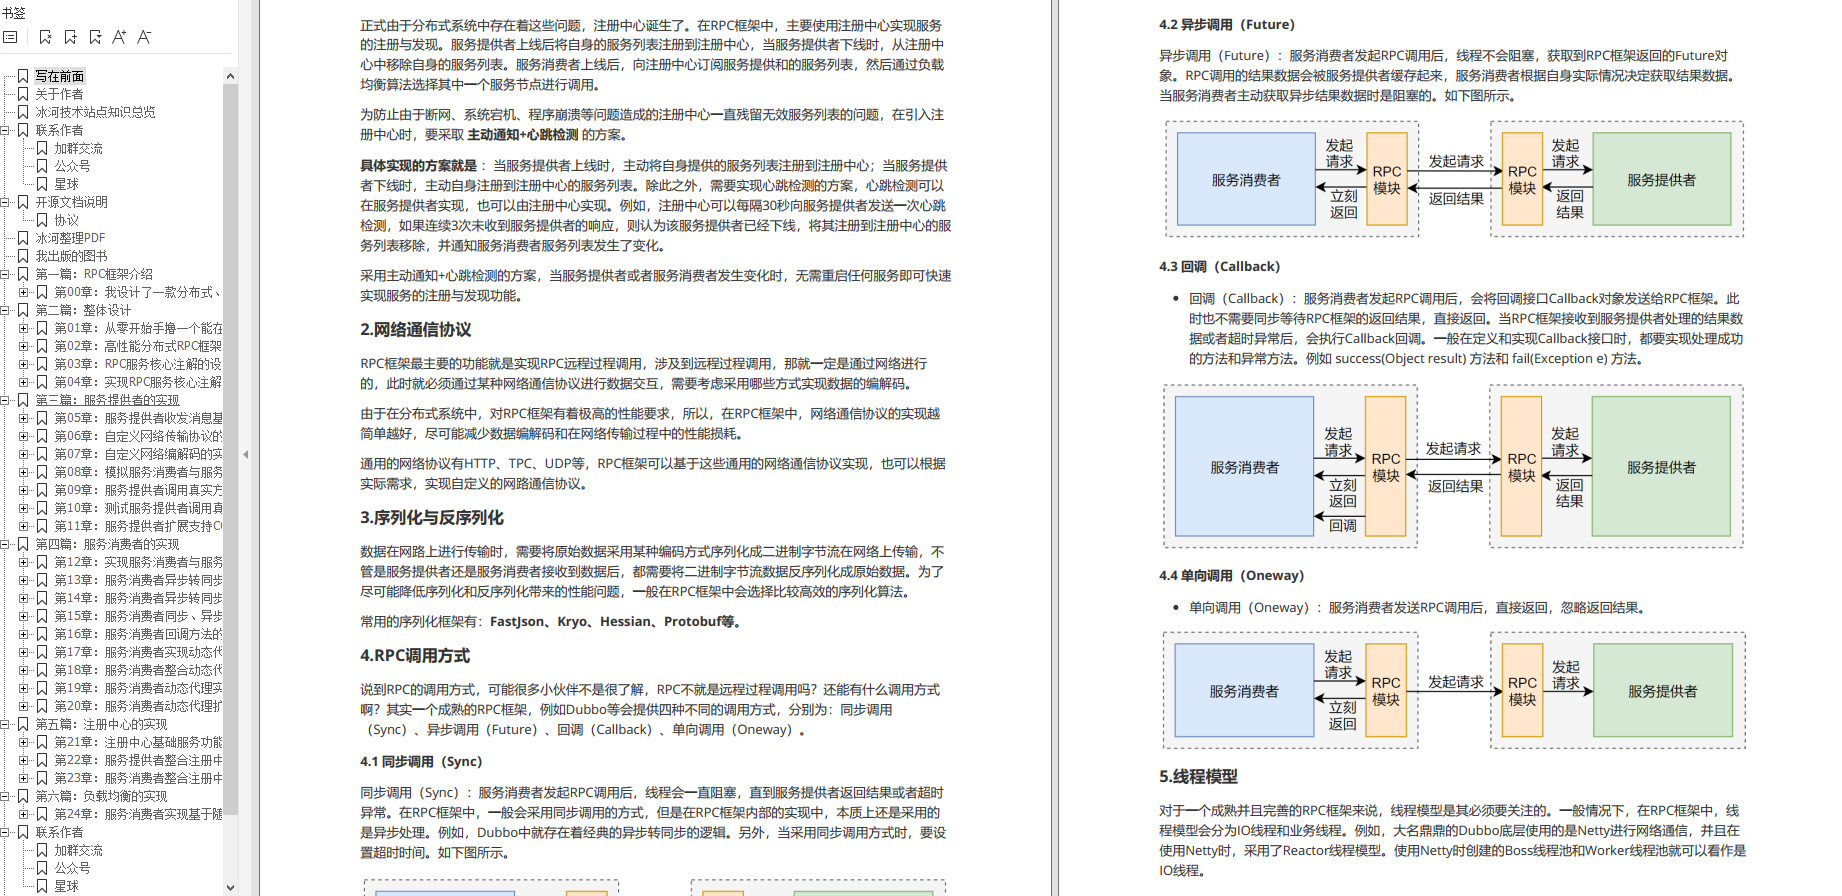 书签
写在前面
关于作者
冰河技术站点知识总览
联系作者
加群交流
公众号
星球
开源文档说明
协议
冰河整理PDF
我出版的图书
第一篇：RPC框架介绍
第00章：我设计了一款分布式、
第二篇：整体设计
第01章：从零开始手撸一个能在
第02章：高性能分布式RPC框架
第03章：RPC服务核心注解的设
第04章：实现RPC服务核心注解
第三篇：服务提供者的实现
第05章：服务提供者收发消息基
第06章：自定义网络传输协议的
第07章：自定义网络编解码的实
第08章：模拟服务消费者与服务
第09章：服务提供者调用真实方
第10章：测试服务提供者调用真
第11章：服务提供者扩展支持C
第四篇：服务消费者的实现
第12章：实现服务消费者与服务
第13章：服务消费者异步转同步
第14章：服务消费者异步转同步
第15章：服务消费者同步、异步
第16章：服务消费者回调方法的
第17章：服务消费者实现动态代
第18章：服务消费者整合动态代
第19章：服务消费者动态代理实
第20章：服务消费者动态代理扩
第五篇：注册中心的实现
第21章：注册中心基础服务功能
第22章：服务提供者整合注册中
第23章：服务消费者整合注册中
第六篇：负载均衡的实现
第24章：服务消费者实现基于随
联系作者
加群交流
公众号
星球
正式由于分布式系统中存在着这些问题，注册中心诞生了。在RPC框架中，主要使用注册中心实现服务
的注册与发现。服务提供者上线后将自身的服务列表注册到注册中心，当服务提供者下线时，从注册中
心中移除自身的服务列表。服务消费者上线后，向注册中心订阅服务提供和的服务列表，然后通过负载
均衡算法选择其中一个服务节点进行调用。
为防止由于断网、系统宕机、程序崩溃等问题造成的注册中心一直残留无效服务列表的问题，在引入注
册中心时，要采取 主动通知+心跳检测 的方案。
具体实现的方案就是 ：当服务提供者上线时，主动将自身提供的服务列表注册到注册中心；当服务提供
者下线时，主动自身注册到注册中心的服务列表。除此之外，需要实现心跳检测的方案，心跳检测可以
在服务提供者实现，也可以由注册中心实现。例如，注册中心可以每隔30秒向服务提供者发送一次心跳
检测，如果连续3次未收到服务提供者的响应，则认为该服务提供者已经下线，将其注册到注册中心的服
务列表移除，并通知服务消费者服务列表发生了变化。
采用主动通知+心跳检测的方案，当服务提供者或者服务消费者发生变化时，无需重启任何服务即可快速
实现服务的注册与发现功能。
2.网络通信协议
RPC框架最主要的功能就是实现RPC远程过程调用，涉及到远程过程调用，那就一定是通过网络进行
的，此时就必须通过某种网络通信协议进行数据交互，需要考虑采用哪些方式实现数据的编解码。
由于在分布式系统中，对RPC框架有着极高的性能要求，所以，在RPC框架中，网络通信协议的实现越
简单越好，尽可能减少数据编解码和在网络传输过程中的性能损耗。
通用的网络协议有HTTP、TPC、UDP等，RPC框架可以基于这些通用的网络通信协议实现，也可以根据
实际需求，实现自定义的网路通信协议。
3.序列化与反序列化
数据在网路上进行传输时，需要将原始数据采用某种编码方式序列化成二进制字节流在网络上传输，不
管是服务提供者还是服务消费者接收到数据后，都需要将二进制字节流数据反序列化成原始数据。为了
尽可能降低序列化和反序列化带来的性能问题，一般在RPC框架中会选择比较高效的序列化算法。
常用的序列化框架有：FastJson、Kryo、Hessian、Protobuf等。
4.RPC调用方式
说到RPC的调用方式，可能很多小伙伴不是很了解，RPC不就是远程过程调用吗？还能有什么调用方式
啊？其实一个成熟的RPC框架，例如Dubbo等会提供四种不同的调用方式，分别为：同步调用
（Sync）、异步调用（Future）、回调（Callback）、单向调用（Oneway）。
4.1 同步调用（Sync）
同步调用（Sync）：服务消费者发起RPC调用后，线程会一直阻塞，直到服务提供者返回结果或者超时
异常。在RPC框架中，一般会采用同步调用的方式，但是在RPC框架内部的实现中，本质上还是采用的
是异步处理。例如，Dubbo中就存在着经典的异步转同步的逻辑。另外，当采用同步调用方式时，要设
置超时时间。如下图所示。
4.2 异步调用（Future）
异步调用（Future）：服务消费者发起RPC调用后，线程不会阻塞，获取到RPC框架返回的Future对
象。RPC调用的结果数据会被服务提供者缓存起来，服务消费者根据自身实际情况决定获取结果数据。
当服务消费者主动获取异步结果数据时是阻塞的。如下图所示。
服务消费者
发起
请求
立刻
返回
RPC
模块
发起请求
返回结果
RPC
模块
发起
请求
返回
结果
服务提供者
4.3 回调（Callback）
• 回调（Callback）：服务消费者发起RPC调用后，会将回调接口Callback对象发送给RPC框架。此
时也不需要同步等待RPC框架的返回结果，直接返回。当RPC框架接收到服务提供者处理的结果数
据或者超时异常后，会执行Callback回调。一般在定义和实现Callback接口时，都要实现处理成功
的方法和异常方法。例如 success(Object result) 方法和 fail(Exception e) 方法。
服务消费者
发起
请求
立刻
返回
回调
RPC
模块
发起请求
返回结果
RPC
模块
发起
请求
返回
结果
服务提供者
4.4 单向调用（Oneway）
• 单向调用（Oneway）：服务消费者发送RPC调用后，直接返回，忽略返回结果。
服务消费者
发起
请求
立刻
返回
RPC
模块
发起请求
RPC
模块
发起
请求
服务提供者
5.线程模型
对于一个成熟并且完善的RPC框架来说，线程模型是其必须要关注的。一般情况下，在RPC框架中，线
程模型会分为IO线程和业务线程。例如，大名鼎鼎的Dubbo底层使用的是Netty进行网络通信，并且在
使用Netty时，采用了Reactor线程模型。使用Netty时创建的Boss线程池和Worker线程池就可以看作是
IO线程。